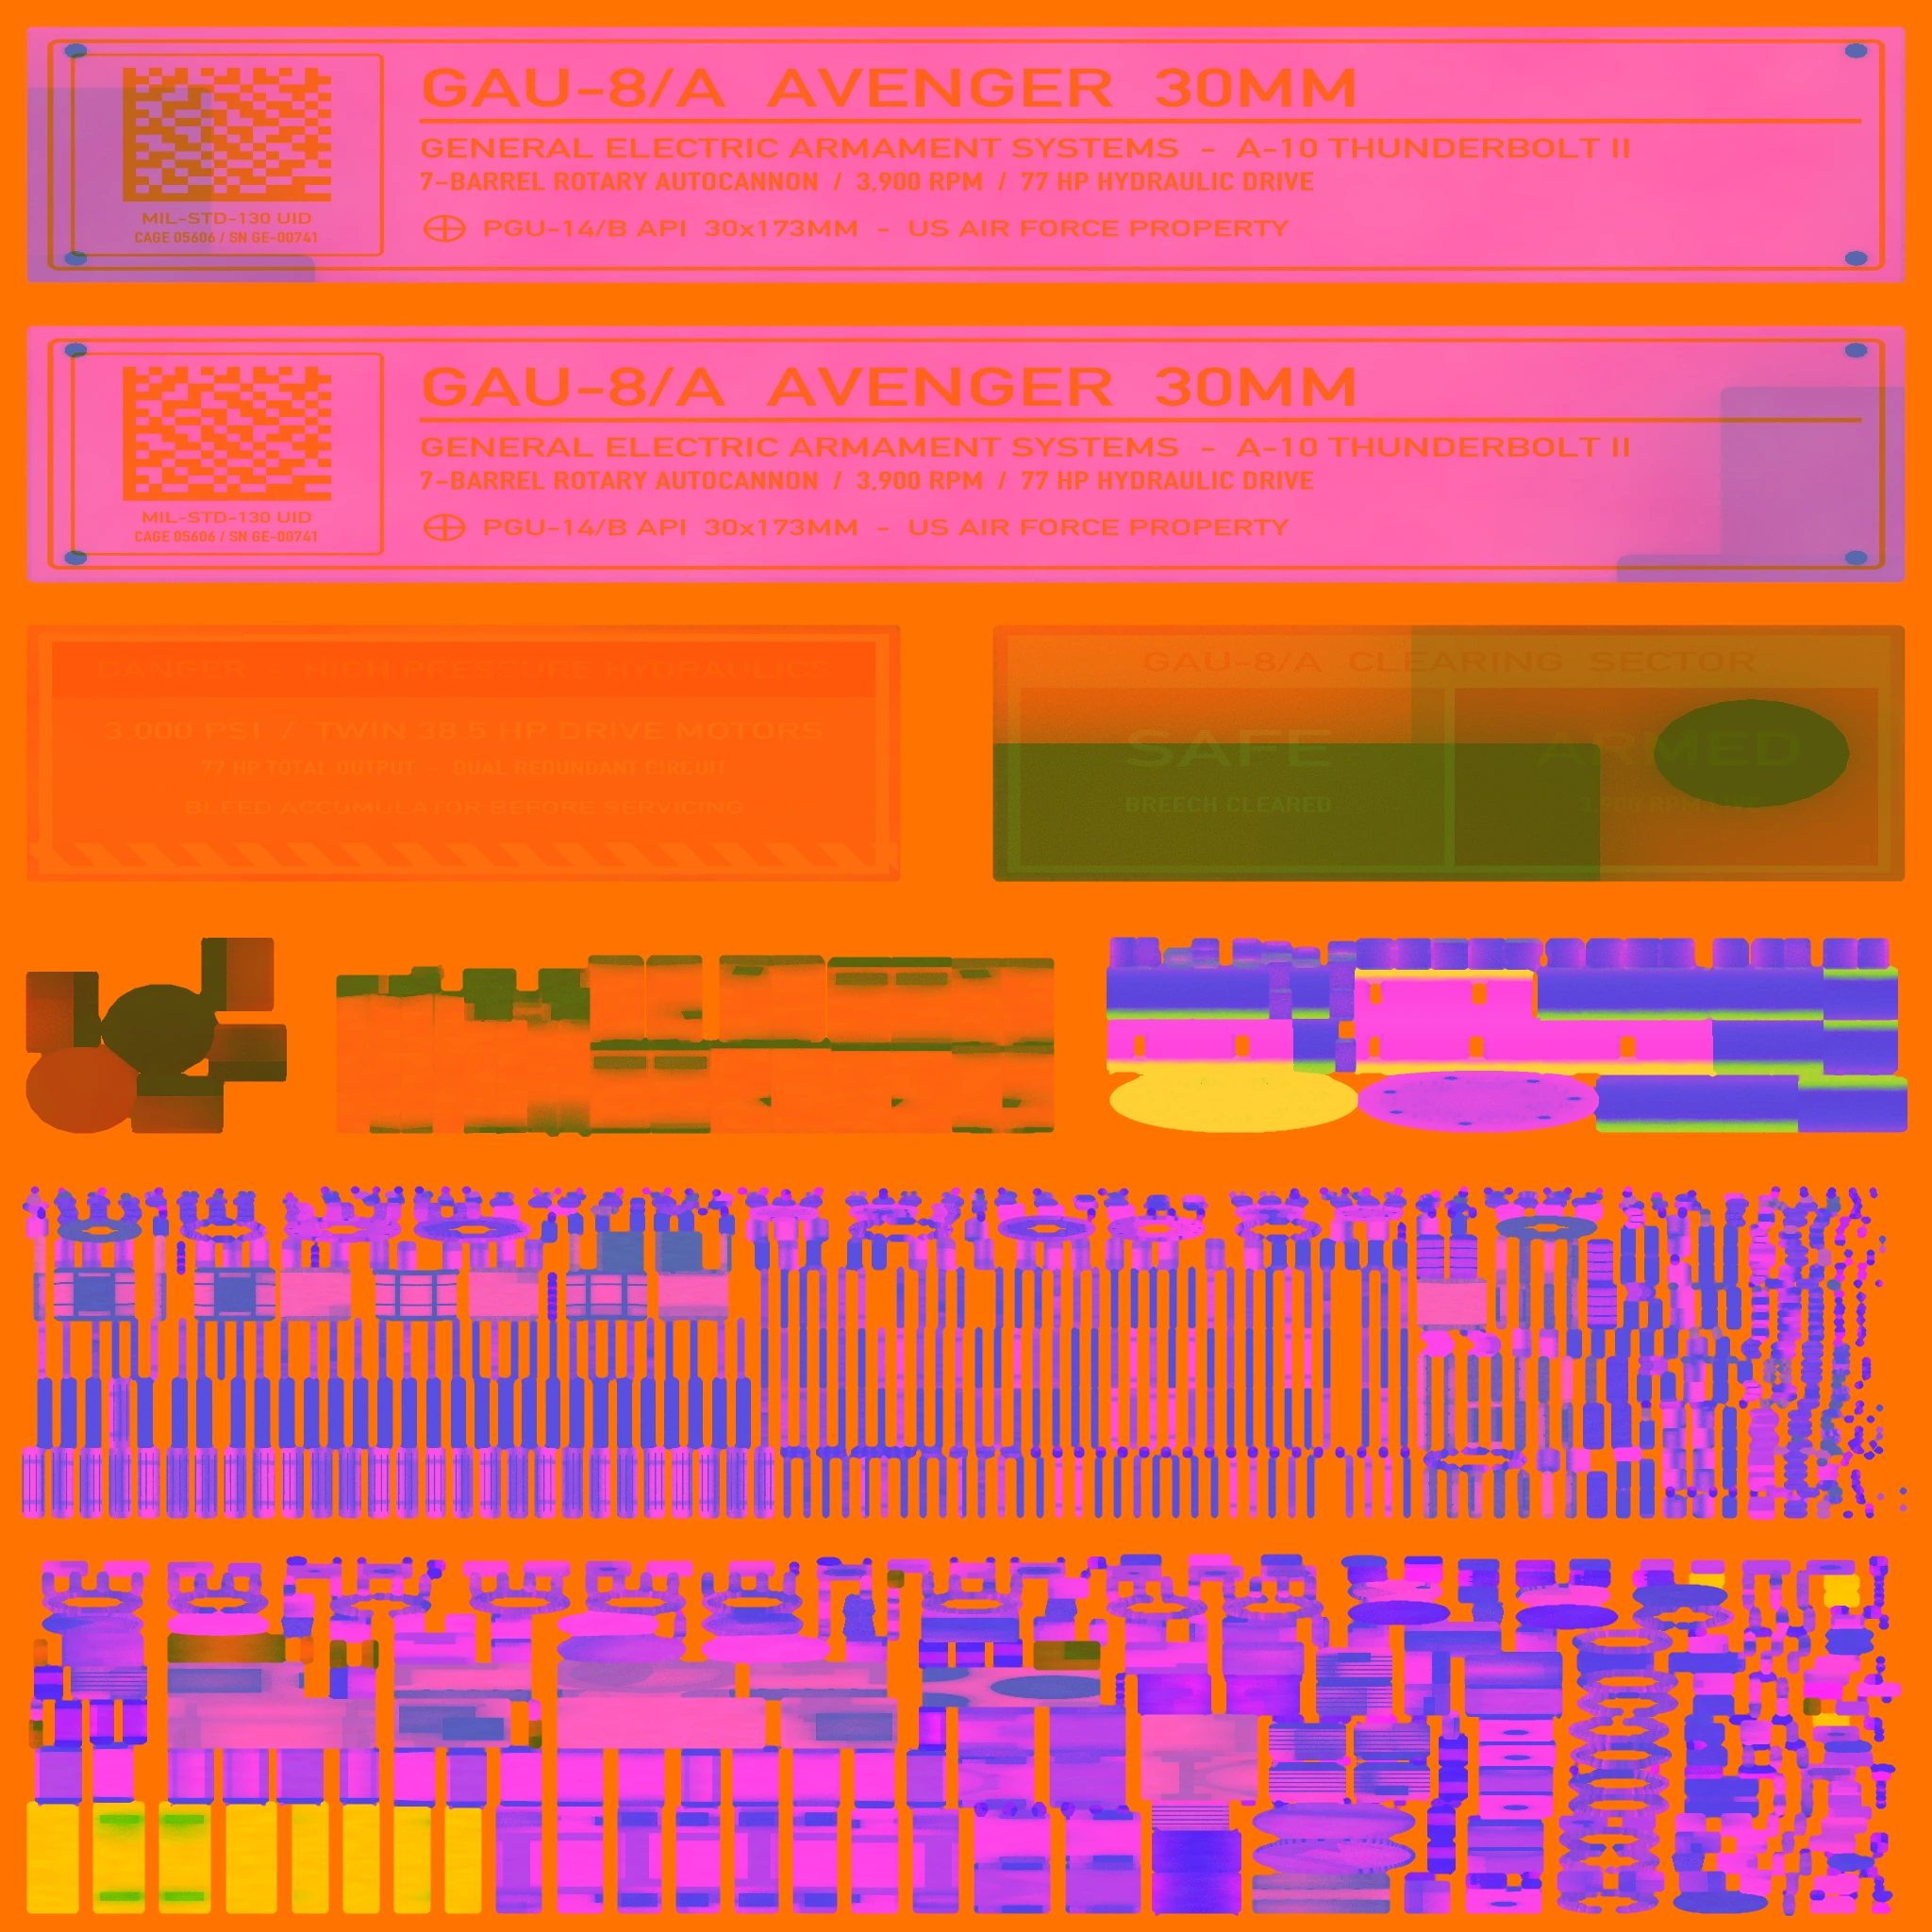 GAU-8/A AVENGER 30MM
GENERAL ELECTRIC ARMAMENT SYSTEMS - A-10 THUNDERBOLT II
7-BARREL ROTARY AUTOCANNON / 3,900 RPM / 77 HP HYDRAULIC DRIVE
PGU-14/B API 30x173MM - US AIR FORCE PROPERTY
MIL-STD-130 UID
CAGE 05606 / SN GE-00741
GAU-8/A AVENGER 30MM
GENERAL ELECTRIC ARMAMENT SYSTEMS - A-10 THUNDERBOLT II
7-BARREL ROTARY AUTOCANNON / 3,900 RPM / 77 HP HYDRAULIC DRIVE
PGU-14/B API 30x173MM - US AIR FORCE PROPERTY
MIL-STD-130 UID
CAGE 05606 / SN GE-00741
DANGER - HIGH PRESSURE HYDRAULICS
3,000 PSI / TWIN 38.5 HP DRIVE MOTORS
77 HP TOTAL OUTPUT - DUAL REDUNDANT CIRCUIT
BLEED ACCUMULATOR BEFORE SERVICING
GAU-8/A CLEARING SECTOR
SAFE
BREECH CLEARED
ARMED